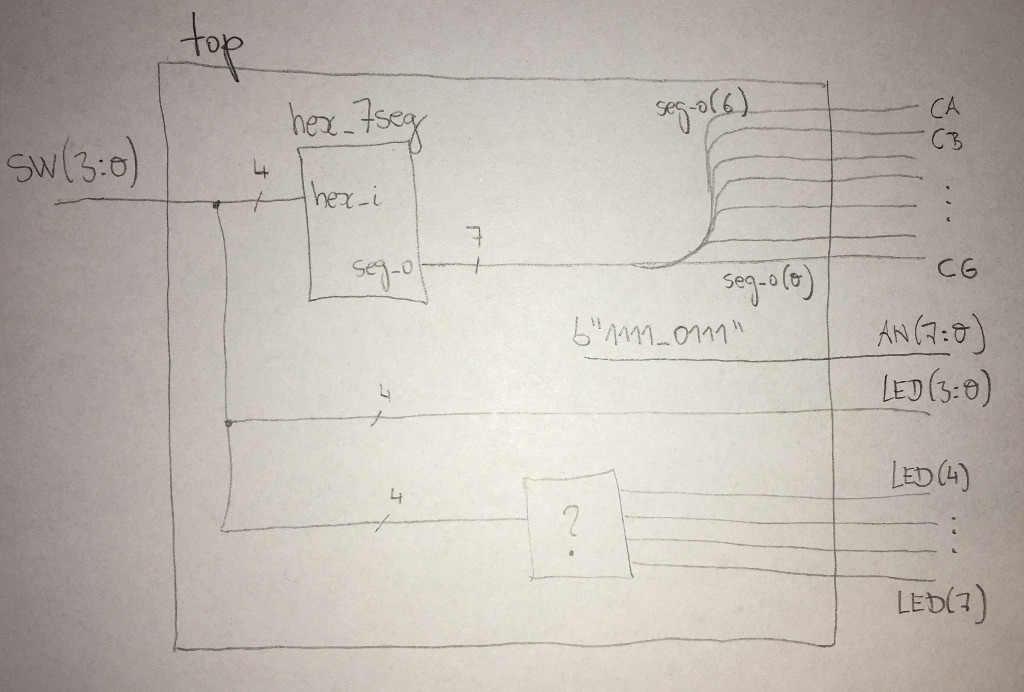 top
hex_7seg
seg_o(6)
CA
CB
SW(3:0)
4
hex_i
7
seg_o
seg_o(0)
CG
b"1111_0111"
AN(7:0)
LED(3:0)
4
LED(4)
4
?
LED(7)